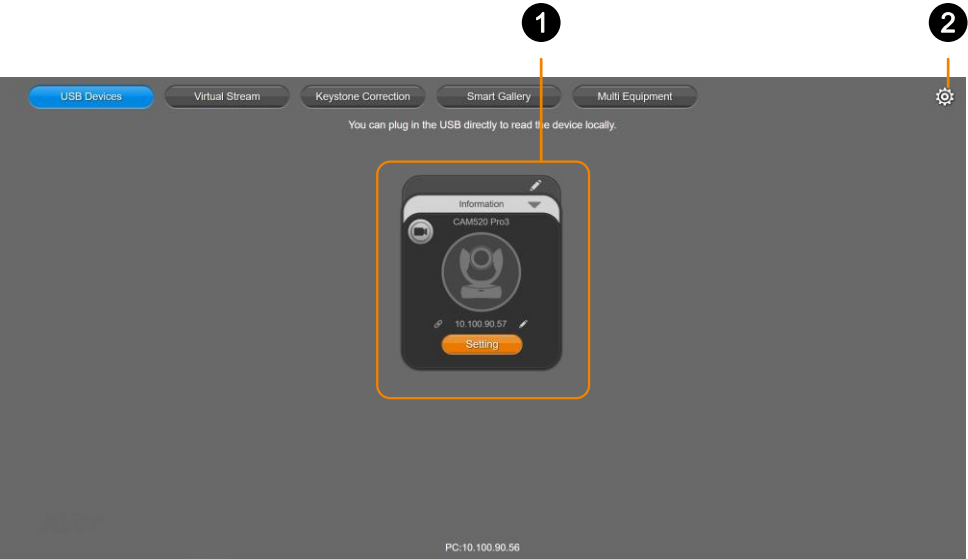 1 2
USB Devices Virtual Stream Keystone Correction Smart Gallery Multi Equipment
You can plug in the USB directly to read the device locally.
Information
CAM520 Pro3
10.100.90.57
Setting
PC:10.100.90.56